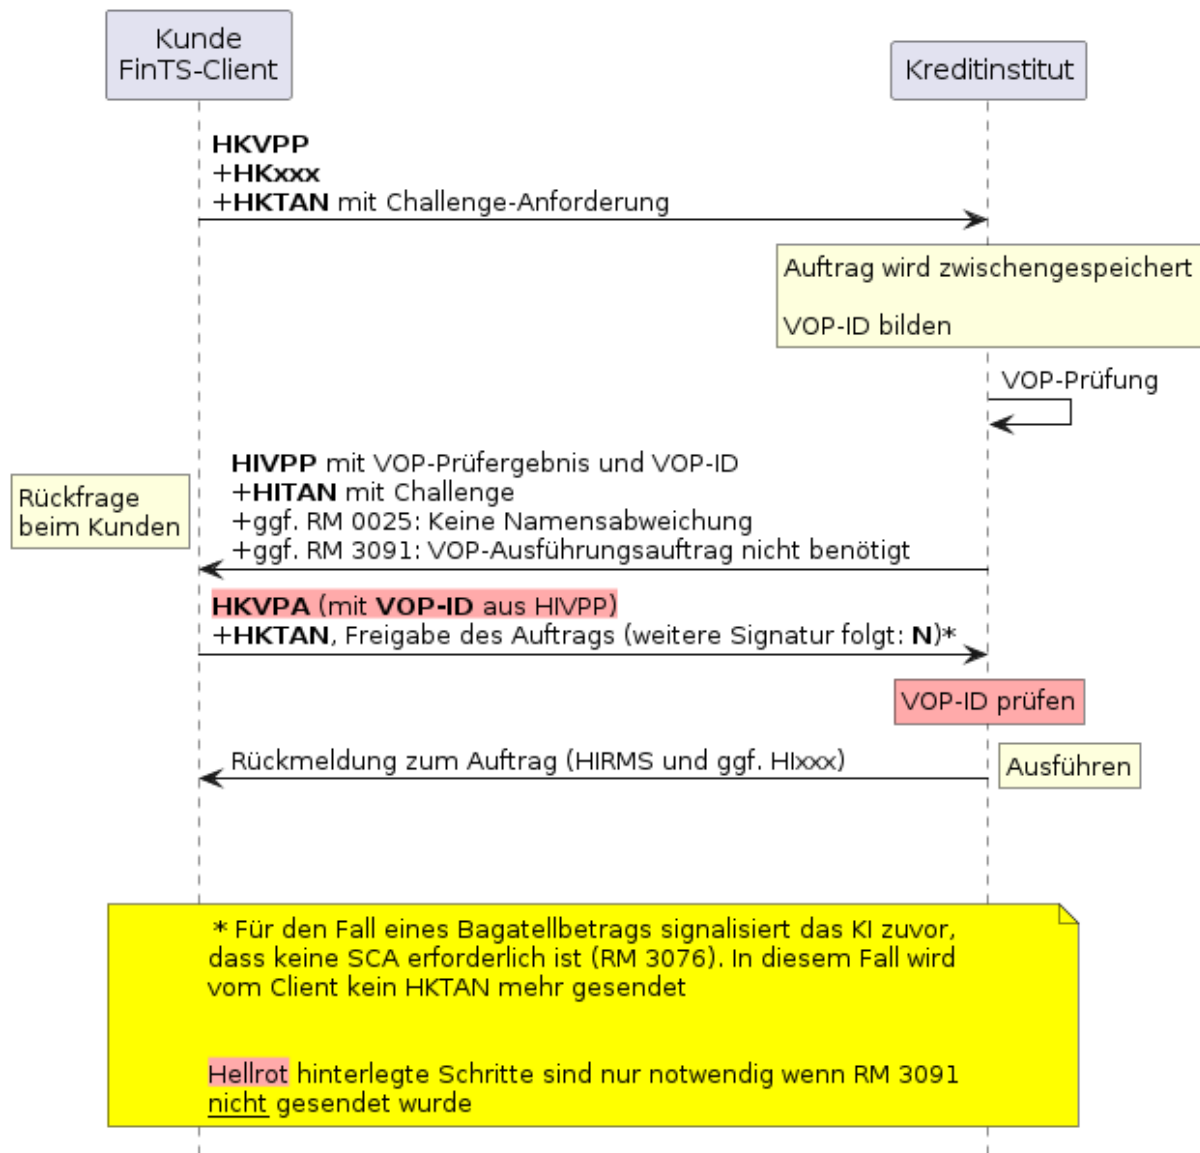 Kunde
FinTS-Client
Kreditinstitut
HKVPP
+HKxxx
+HKTAN mit Challenge-Anforderung
Auftrag wird zwischengespeichert
VOP-ID bilden
VOP-Prüfung
HIVPP mit VOP-Prüfergebnis und VOP-ID
+HITAN mit Challenge
+ggf. RM 0025: Keine Namensabweichung
+ggf. RM 3091: VOP-Ausführungsauftrag nicht benötigt
Rückfrage
beim Kunden
HKVPA (mit VOP-ID aus HIVPP)
+HKTAN, Freigabe des Auftrags (weitere Signatur folgt: N)*
VOP-ID prüfen
Rückmeldung zum Auftrag (HIRMS und ggf. HIxxx)
Ausführen
* Für den Fall eines Bagatellbetrags signalisiert das KI zuvor,
dass keine SCA erforderlich ist (RM 3076). In diesem Fall wird
vom Client kein HKTAN mehr gesendet
Hellrot hinterlegte Schritte sind nur notwendig wenn RM 3091
nicht gesendet wurde